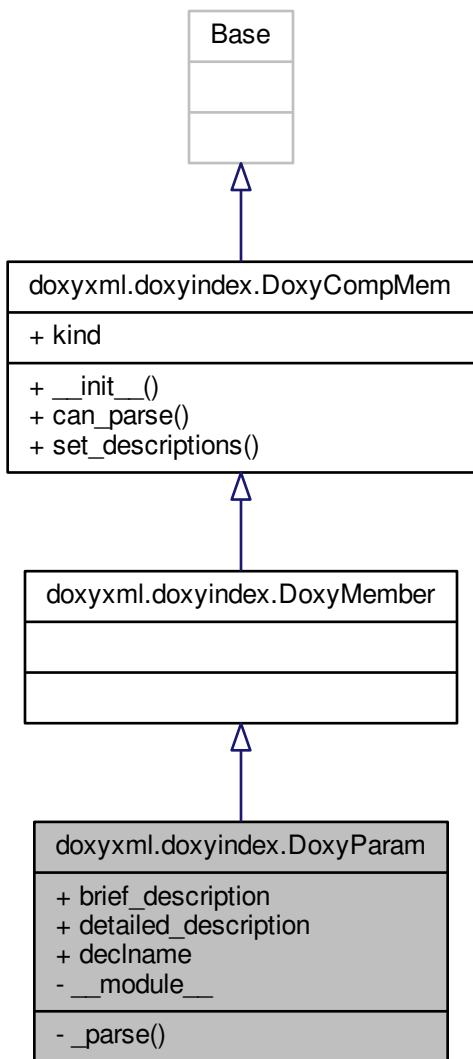 Base
doxyxml.doxyindex.DoxyCompMem
+ kind
+ __init__()
+ can_parse()
+ set_descriptions()
doxyxml.doxyindex.DoxyMember
doxyxml.doxyindex.DoxyParam
+ brief_description
+ detailed_description
+ declname
- __module__
- _parse()